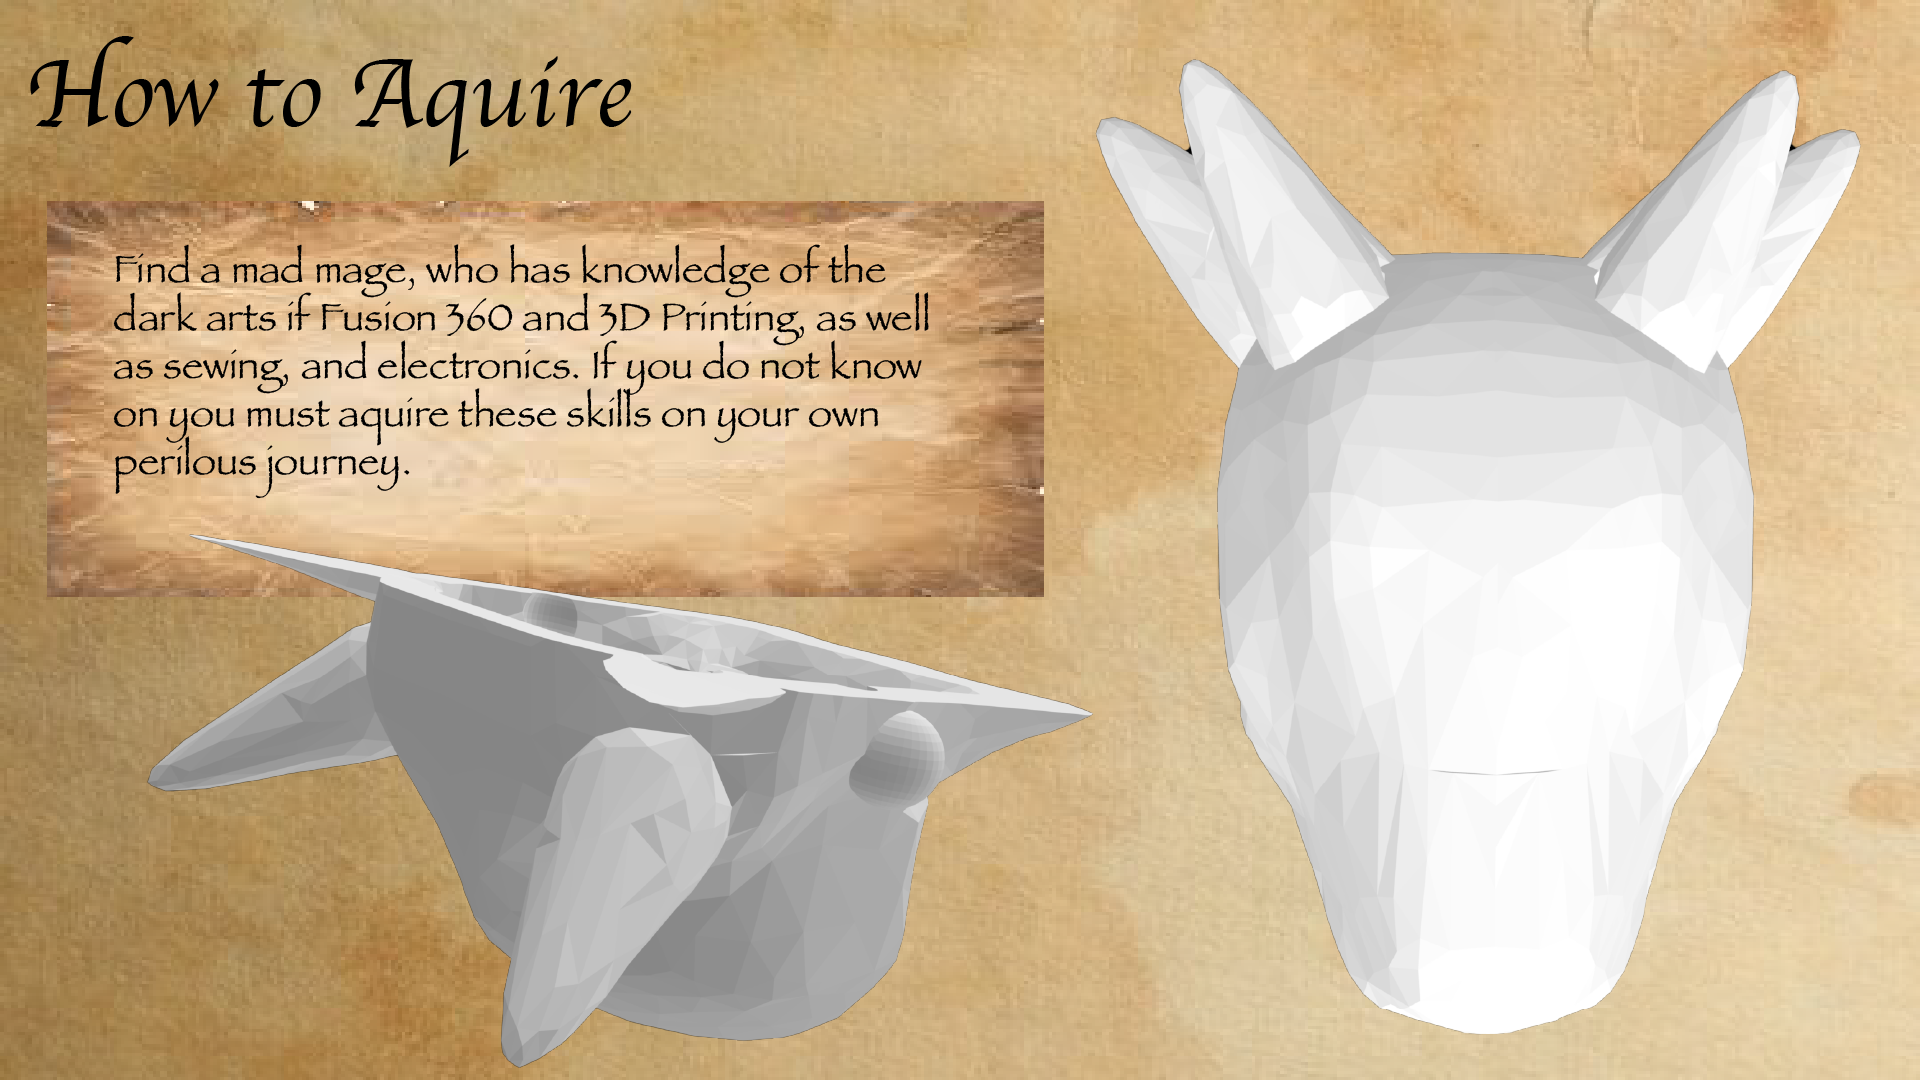 How to Aquire
Find a mad mage, who has knowledge of the
dark arts if Fusion 360 and 3D Printing, as well
as sewing, and electronics. If you do not know
on you must aquire these skills on your own
perilous journey.